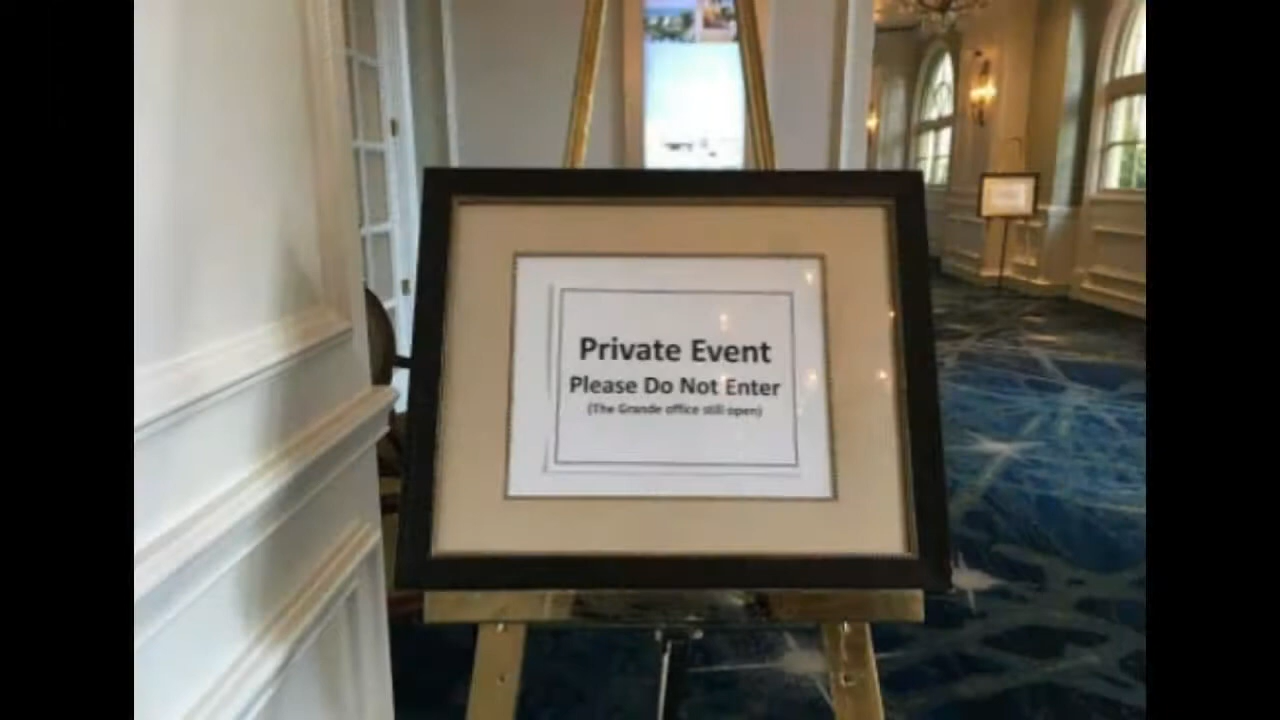 Private Event
Please Do Not Enter
(The Grande office still open)